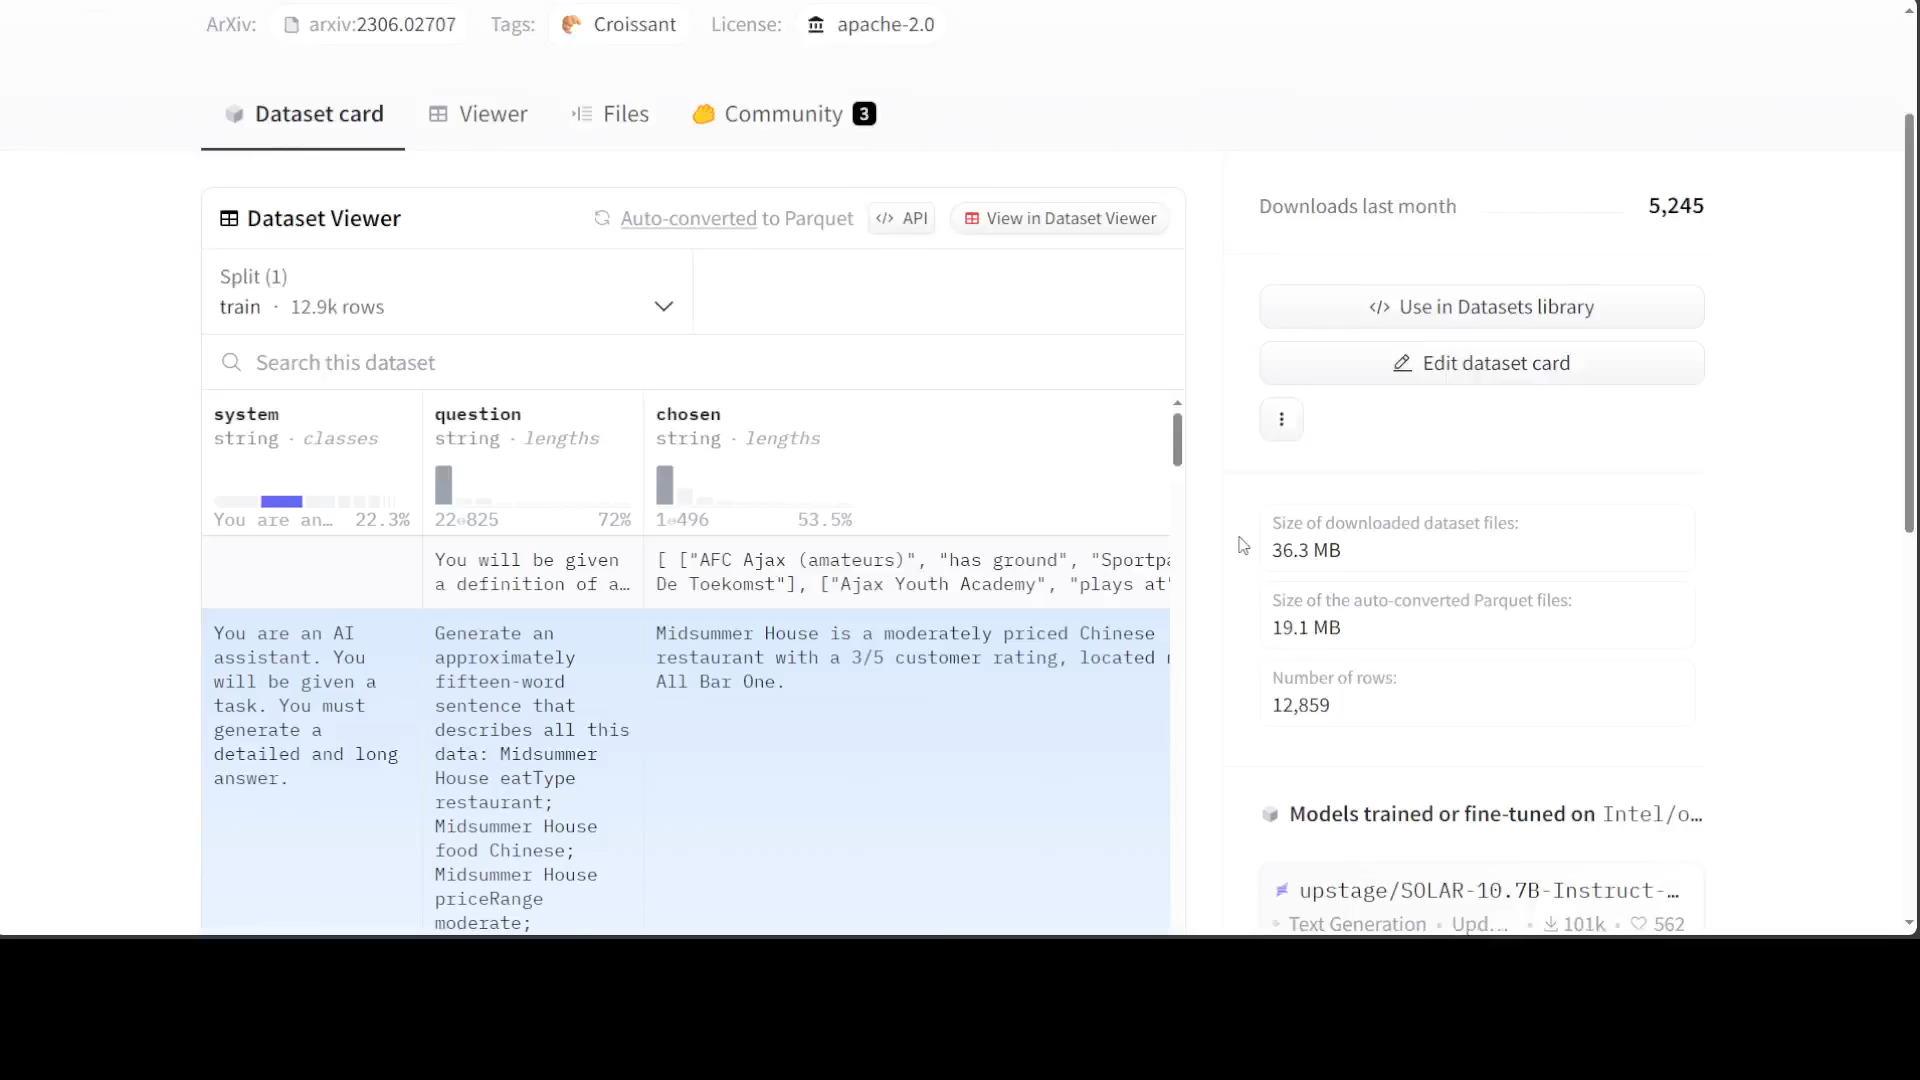 ArXiv: arxiv:2306.02707 Tags: Croissant License: apache-2.0
Dataset card Viewer Files Community 3
Dataset Viewer Auto-converted to Parquet </> API View in Dataset Viewer
Split (1)
train · 12.9k rows
Search this dataset
system question chosen
string · classes string · lengths string · lengths
You are an… 22.3% 22↔825 72% 1↔496 53.5%
You will be given
a definition of a…
[ ["AFC Ajax (amateurs)", "has ground", "Sportpa
De Toekomst"], ["Ajax Youth Academy", "plays at"
You are an AI
assistant. You
will be given a
task. You must
generate a
detailed and long
answer.
Generate an
approximately
fifteen-word
sentence that
describes all this
data: Midsummer
House eatType
restaurant;
Midsummer House
food Chinese;
Midsummer House
priceRange
moderate;
Midsummer House is a moderately priced Chinese
restaurant with a 3/5 customer rating, located
All Bar One.
Downloads last month 5,245
</> Use in Datasets library
Edit dataset card
Size of downloaded dataset files:
36.3 MB
Size of the auto-converted Parquet files:
19.1 MB
Number of rows:
12,859
Models trained or fine-tuned on Intel/o…
upstage/SOLAR-10.7B-Instruct-…
Text Generation • Upd… • 101k • 562